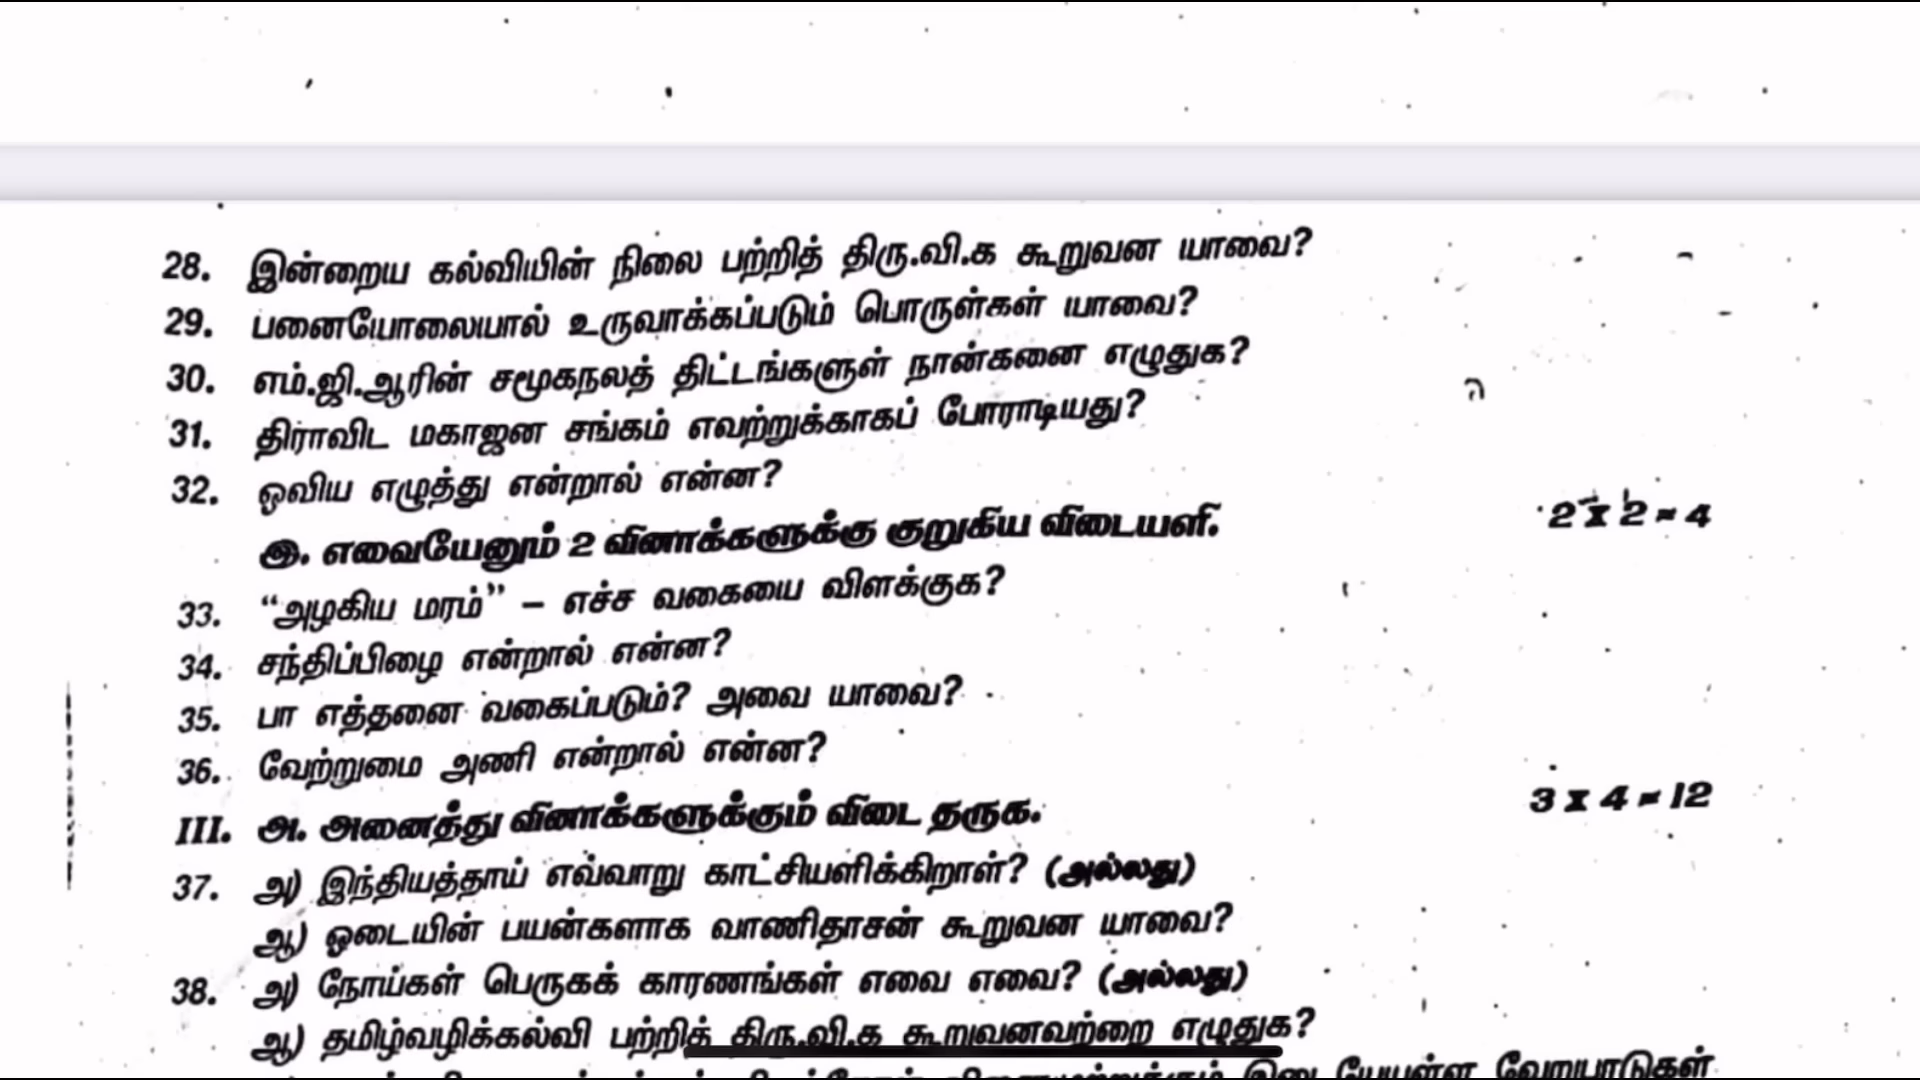 28. இன்றைய கல்வியின் நிலை பற்றித் திரு.வி.க கூறுவன யாவை?
29. பனையோலையால் உருவாக்கப்படும் பொருள்கள் யாவை?
30. எம்.ஜி.ஆரின் சமூகநலத் திட்டங்களுள் நான்கனை எழுதுக?
31. திராவிட மகாஜன சங்கம் எவற்றுக்காகப் போராடியது?
32. ஓவிய எழுத்து என்றால் என்ன?
இ. எவையேனும் 2 வினாக்களுக்கு குறுகிய விடையளி. 2 x 2 = 4
33. “அழகிய மரம்” – எச்ச வகையை விளக்குக?
34. சந்திப்பிழை என்றால் என்ன?
35. பா எத்தனை வகைப்படும்? அவை யாவை?
36. வேற்றுமை அணி என்றால் என்ன?
III. அ. அனைத்து வினாக்களுக்கும் விடை தருக. 3 x 4 = 12
37. அ) இந்தியத்தாய் எவ்வாறு காட்சியளிக்கிறாள்? (அல்லது)
ஆ) ஓடையின் பயன்களாக வாணிதாசன் கூறுவன யாவை?
38. அ) நோய்கள் பெருகக் காரணங்கள் எவை எவை? (அல்லது)
ஆ) தமிழ்வழிக்கல்வி பற்றித் திரு.வி.க கூறுவனவற்றை எழுதுக?
இடையேயுள்ள வேறுபாடுகள்